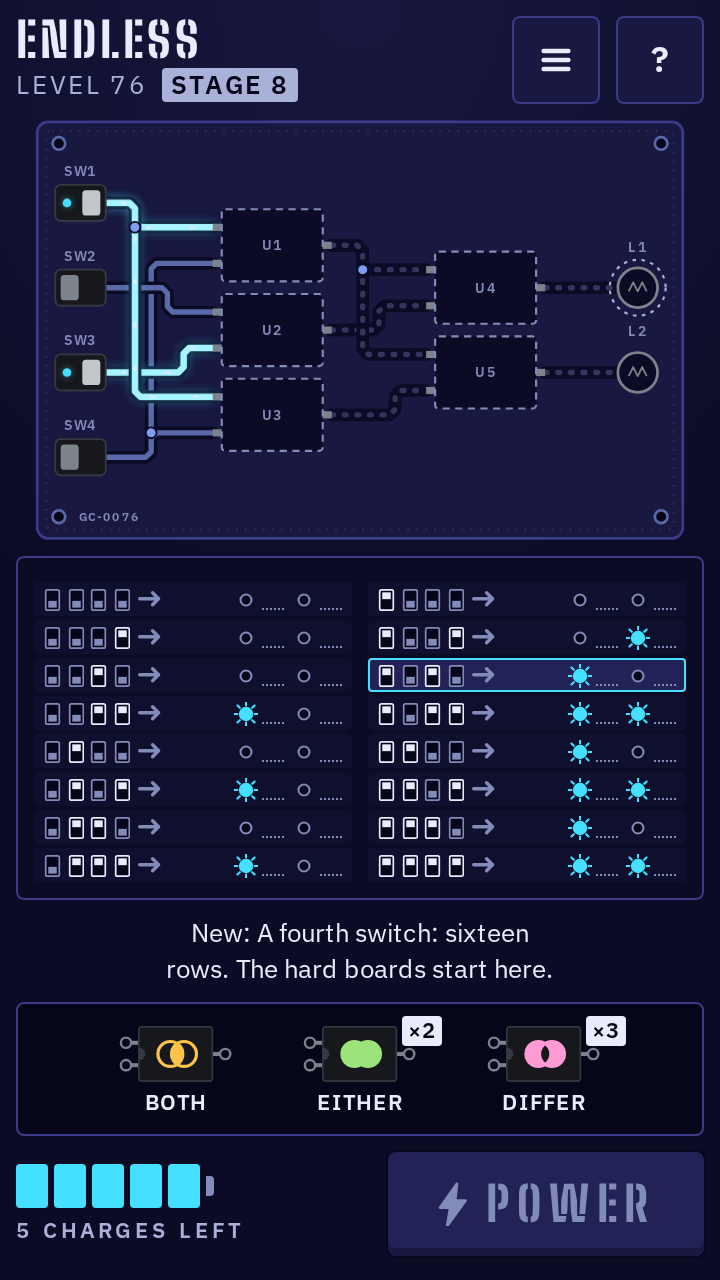 ENDLESS
LEVEL 76 STAGE 8
?
SW1
SW2
SW3
SW4
U1
U2
U3
U4
U5
L1
L2
GC-0076
New: A fourth switch: sixteen
rows. The hard boards start here.
BOTH
×2
EITHER
×3
DIFFER
5 CHARGES LEFT
POWER